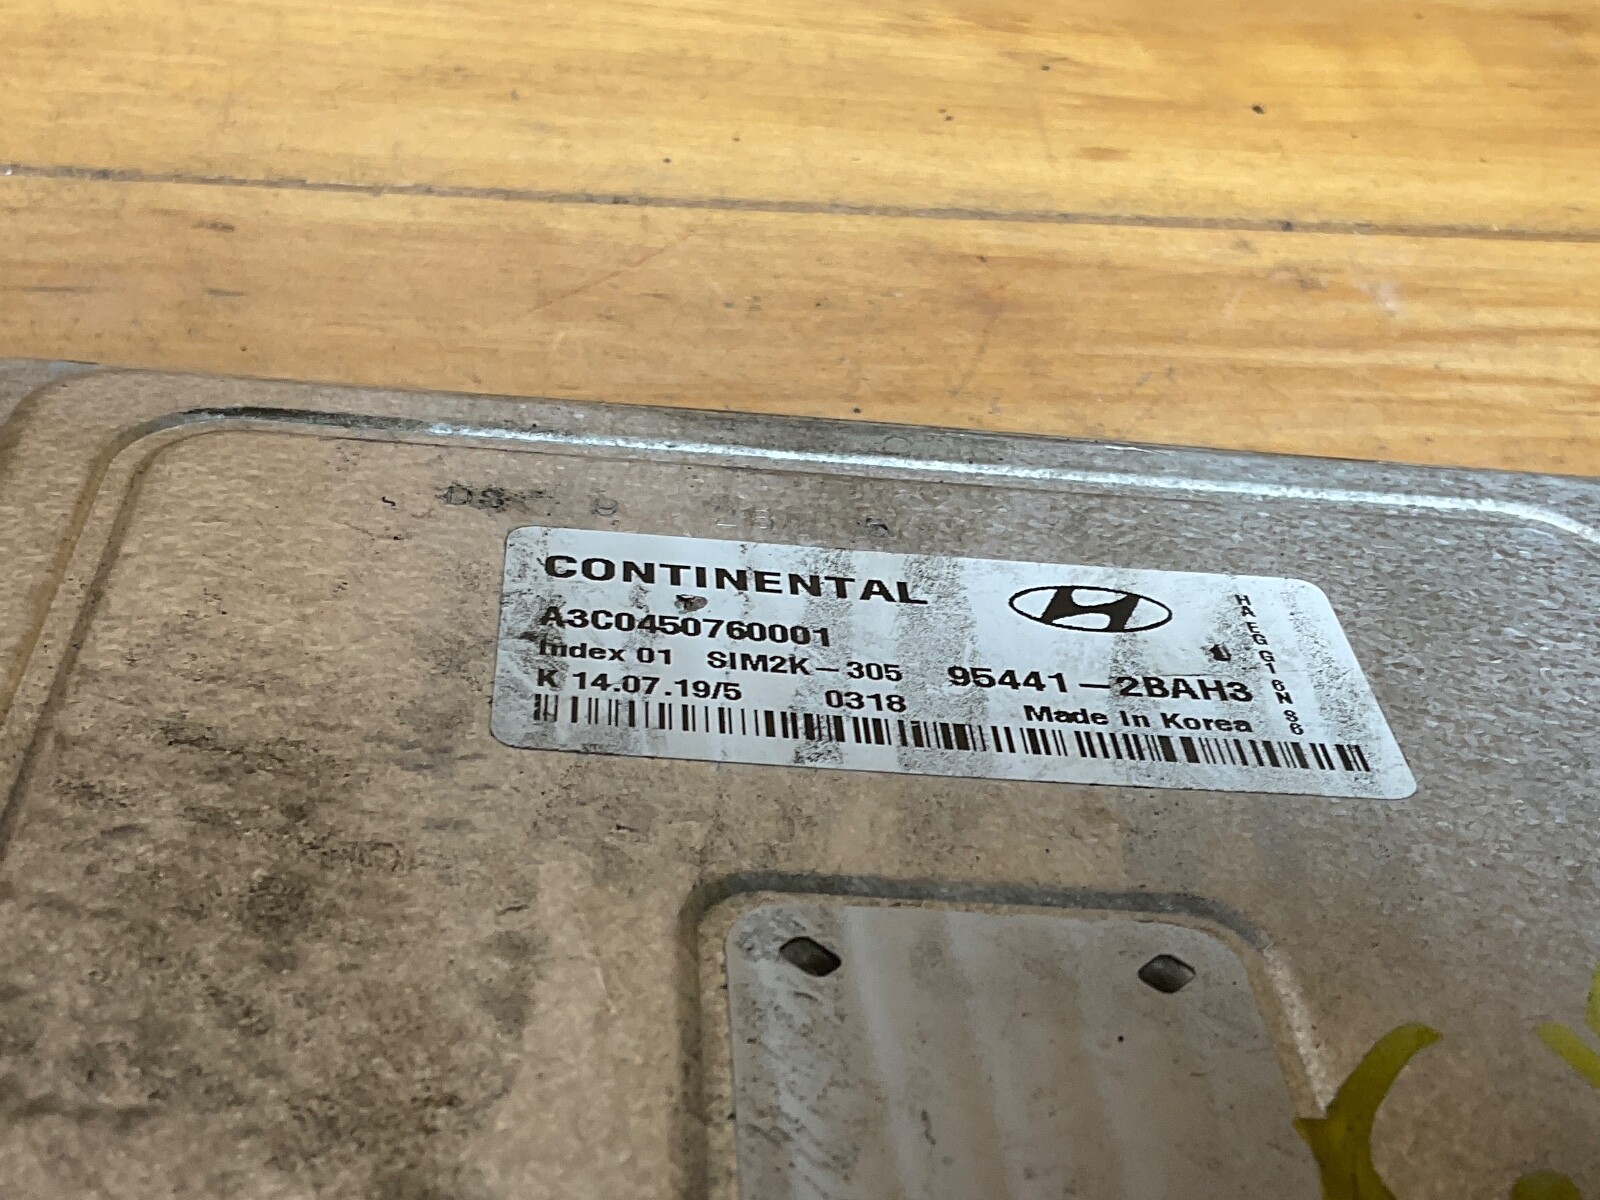 CONTINENTAL
A3C0450760001
Index 01 SIM2K-305 95441-2BAH3
K 14.07.19/5 0318 Made In Korea